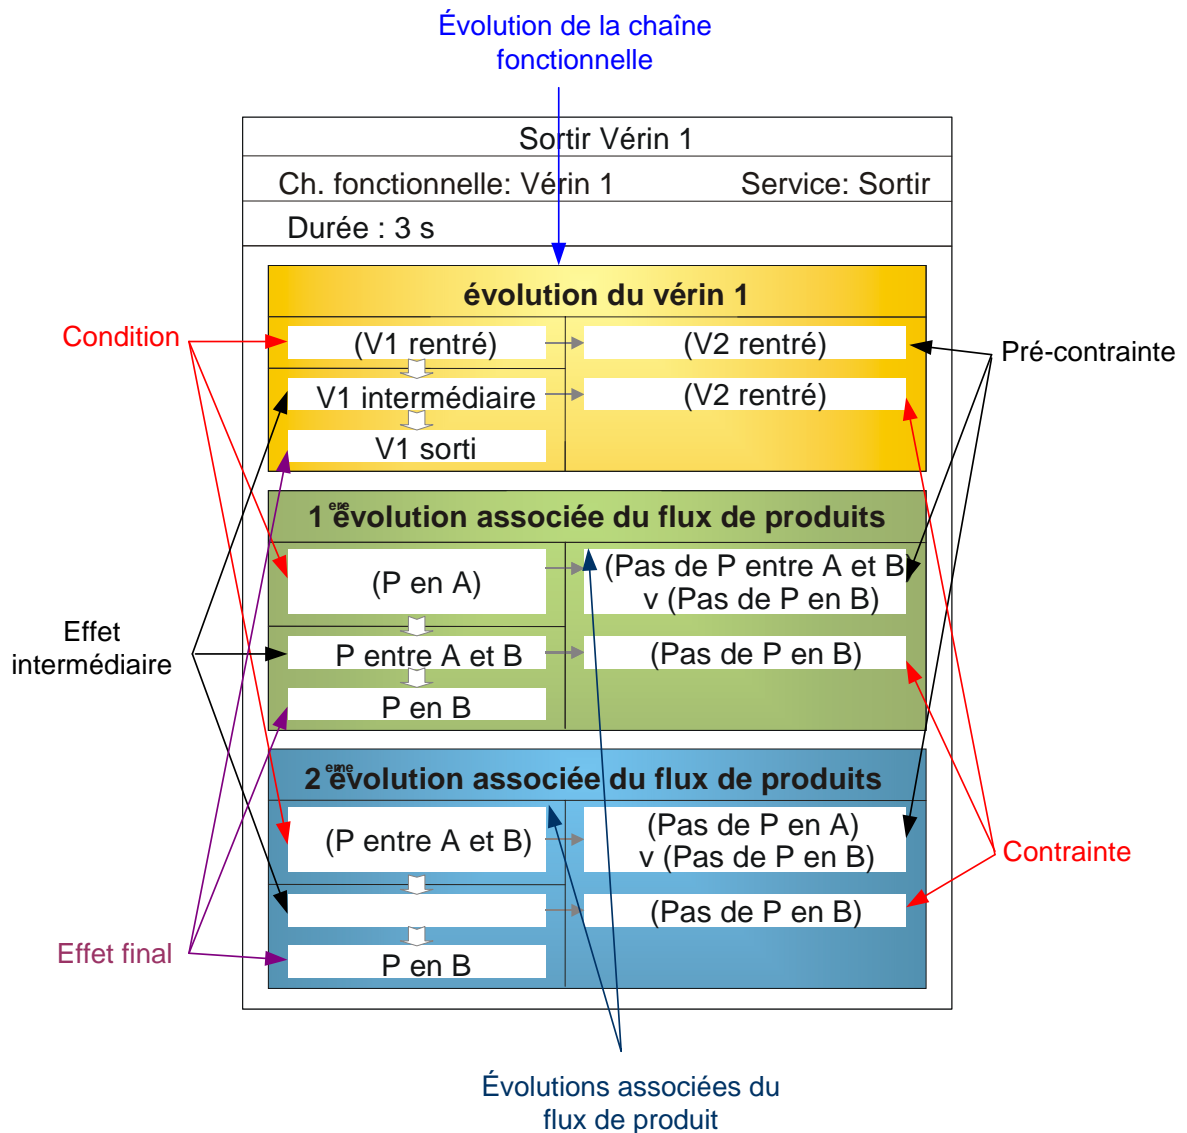 Évolution de la chaîne
fonctionnelle
Sortir Vérin 1
Ch. fonctionnelle: Vérin 1 Service: Sortir
Durée : 3 s
évolution du vérin 1
Condition
(V1 rentré) (V2 rentré)
Pré-contrainte
V1 intermédiaire (V2 rentré)
V1 sorti
1 ere évolution associée du flux de produits
(P en A)
(Pas de P entre A et B)
v (Pas de P en B)
Effet
intermédiaire
P entre A et B (Pas de P en B)
P en B
2 eme évolution associée du flux de produits
(P entre A et B)
(Pas de P en A)
v (Pas de P en B)
Contrainte
(Pas de P en B)
Effet final
P en B
Évolutions associées du
flux de produit